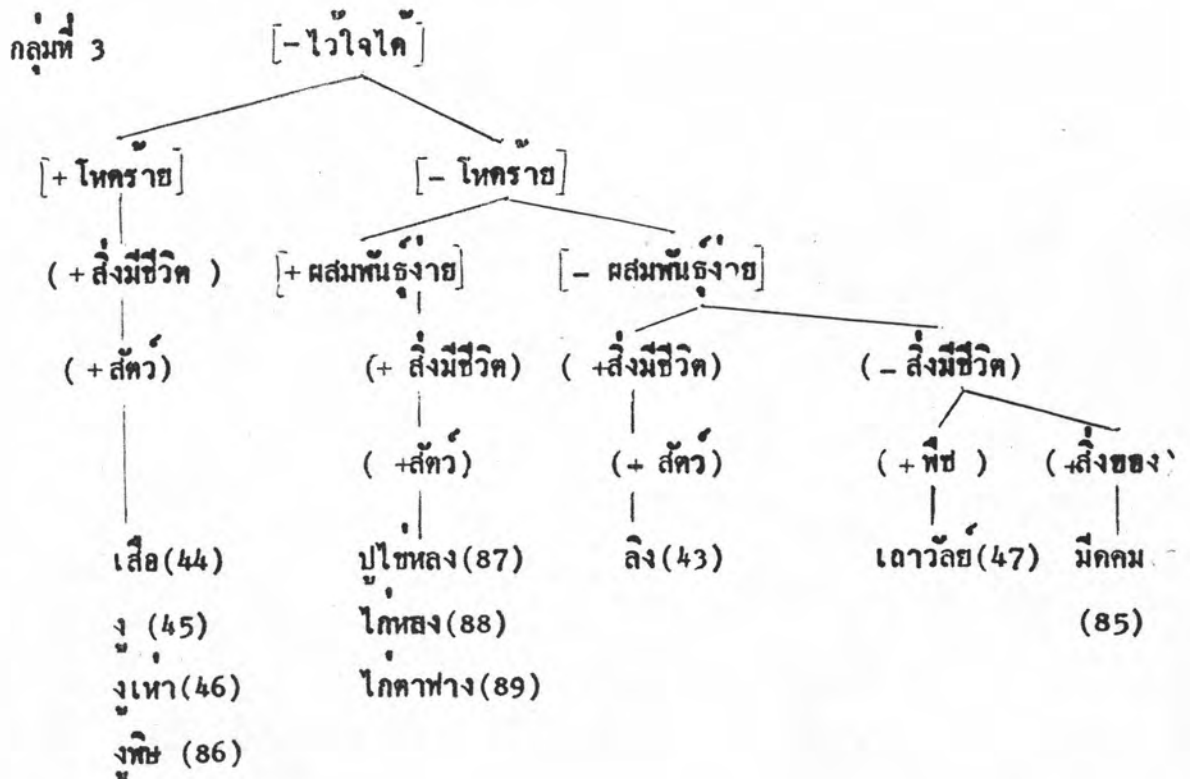 กลุ่มที่ 3 [-ไว้ใจได้]
[+ โหดร้าย] [- โหดร้าย]
(+สิ่งมีชีวิต ) [+ ผสมพันธุ์ง่าย] [- ผสมพันธุ์ง่าย]
(+สัตว์) (+ สิ่งมีชีวิต) (+สิ่งมีชีวิต) (- สิ่งมีชีวิต)
( +สัตว์) (+ สัตว์) (+พืช ) (+สิ่งของ)
เสือ(44) ปูไข่หลง(87) ลิง(43) เถาวัลย์(47) มีดคม
งู (45) ไก่หลง(88) (85)
งูเห่า(46) ไก่ตาฟาง(89)
งูพิษ (86)